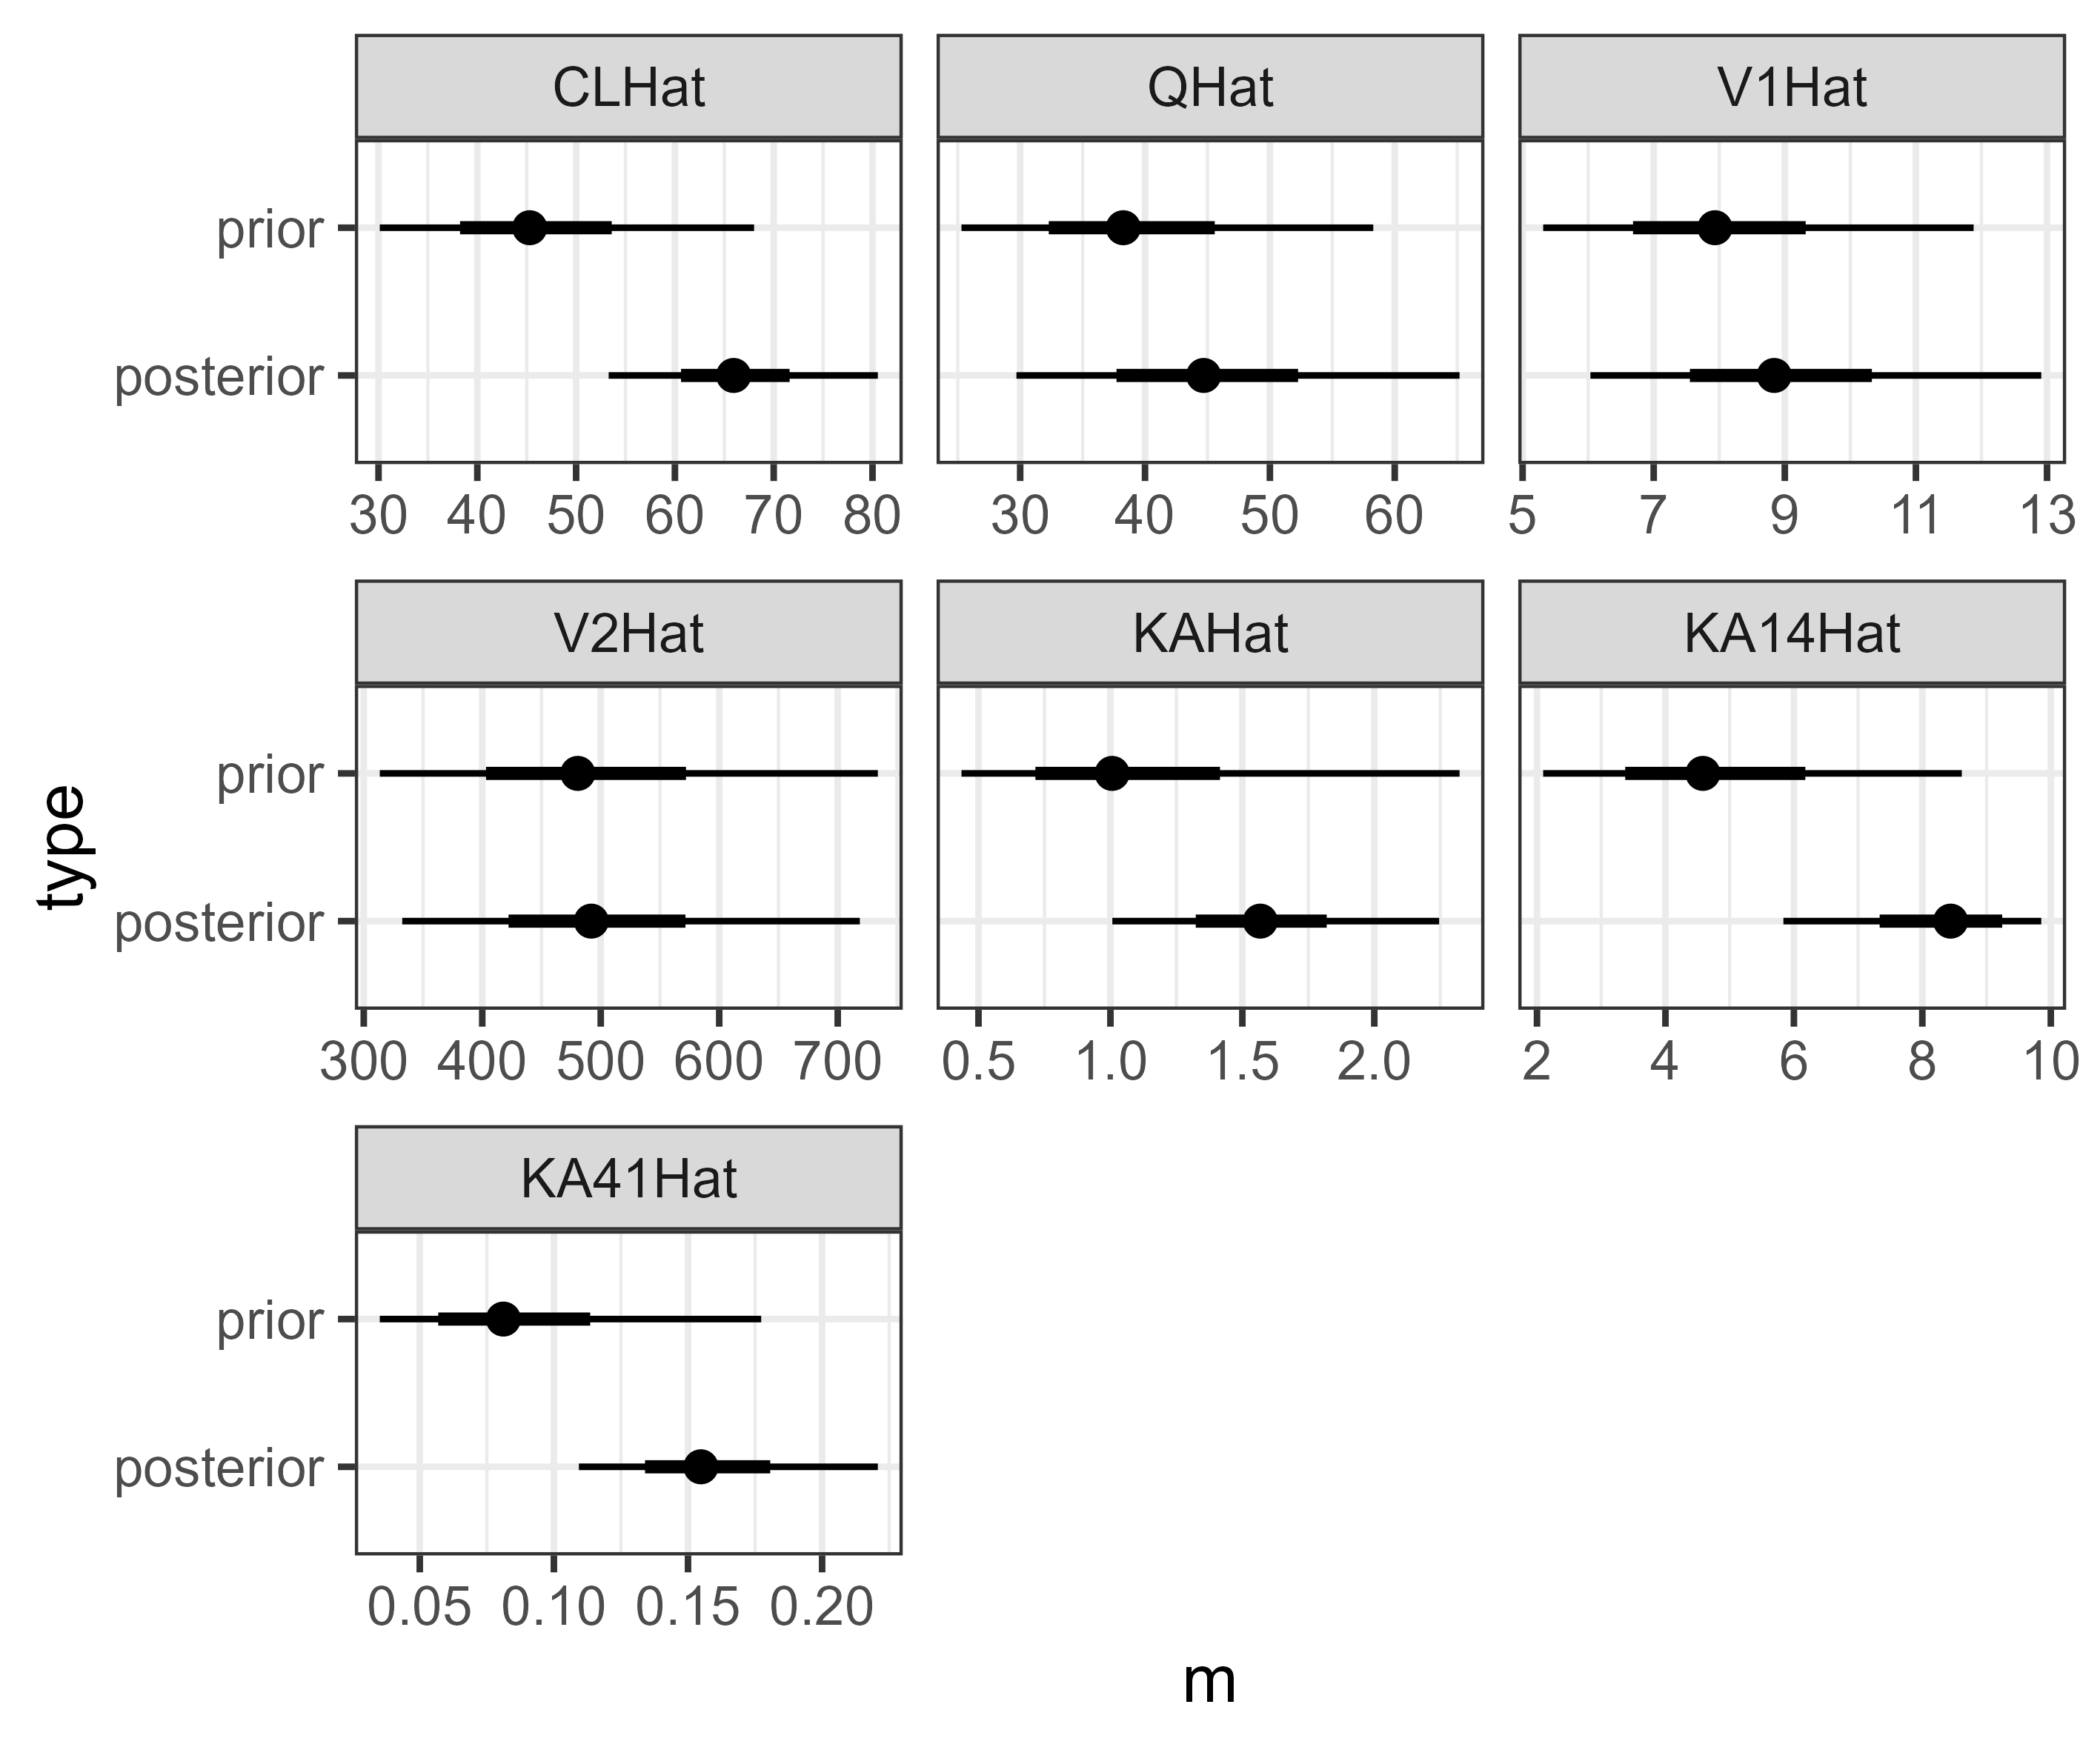 CLHat QHat V1Hat
prior
posterior
30 40 50 60 70 80 30 40 50 60 5 7 9 11 13
V2Hat KAHat KA14Hat
prior
type
posterior
300 400 500 600 700 0.5 1.0 1.5 2.0 2 4 6 8 10
KA41Hat
prior
posterior
0.05 0.10 0.15 0.20
m